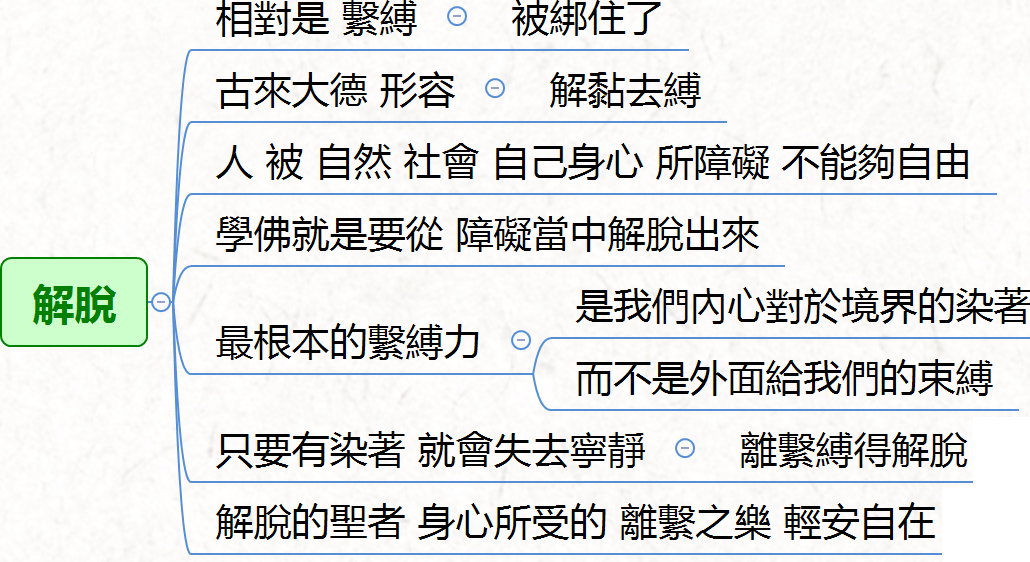 相對是 繫縛 被綁住了
古來大德 形容 解黏去縛
人 被 自然 社會 自己身心 所障礙 不能夠自由
學佛就是要從 障礙當中解脫出來
解脫
最根本的繫縛力
是我們內心對於境界的染著
而不是外面給我們的束縛
只要有染著 就會失去寧靜 離繫縛得解脫
解脫的聖者 身心所受的 離繫之樂 輕安自在